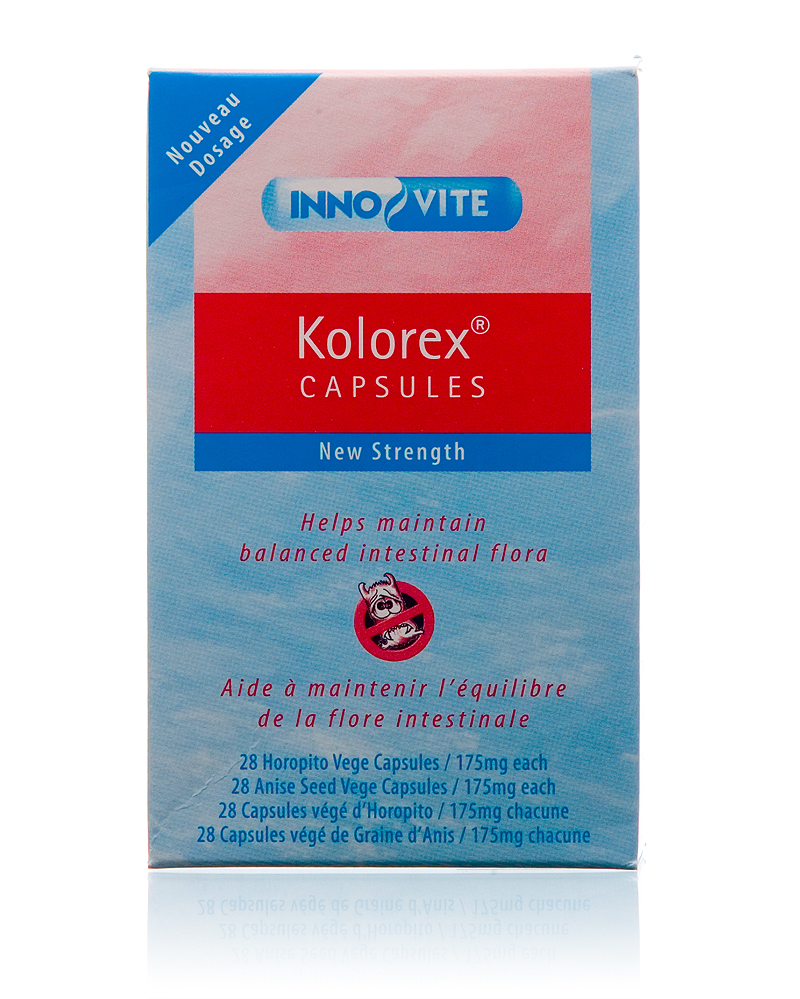 Nouveau
Dosage
INNOVITE
Kolorex®
CAPSULES
New Strength
Helps maintain
balanced intestinal flora
Aide à maintenir l'équilibre
de la flore intestinale
28 Horopito Vege Capsules / 175mg each
28 Anise Seed Vege Capsules / 175mg each
28 Capsules végé d'Horopito / 175mg chacune
28 Capsules végé de Graine d'Anis / 175mg chacune